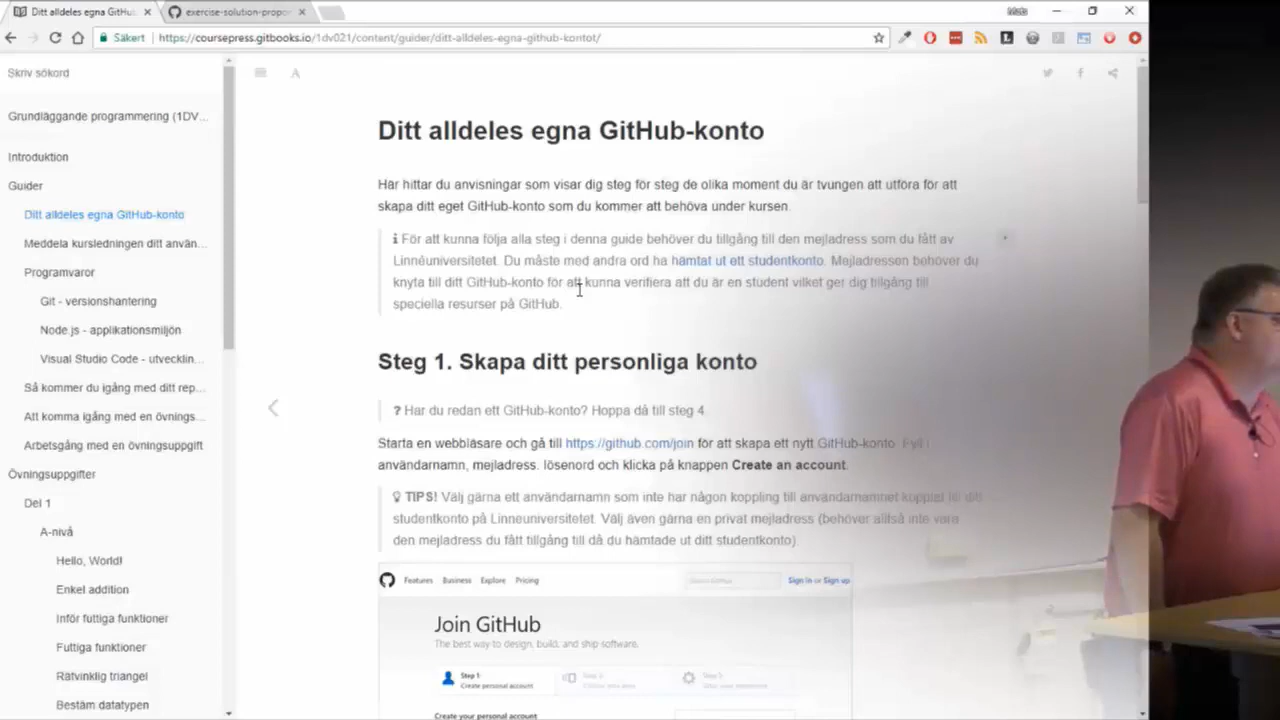 Ditt alldeles egna GitHu
exercise-solution-propo
Mats
Säkert
https://coursepress.gitbooks.io/1dv021/content/guider/ditt-alldeles-egna-github-kontot/
Skriv sökord
A
Grundläggande programmering (1DV...
Introduktion
Guider
Ditt alldeles egna GitHub-konto
Meddela kursledningen ditt använ...
Programvaror
Git - versionshantering
Node.js - applikationsmiljön
Visual Studio Code - utvecklin...
Så kommer du igång med ditt rep...
Att komma igång med en övnings...
Arbetsgång med en övningsuppgift
Övningsuppgifter
Del 1
A-nivå
Hello, World!
Enkel addition
Inför futtiga funktioner
Futtiga funktioner
Rätvinklig triangel
Bestäm datatypen
Ditt alldeles egna GitHub-konto
Här hittar du anvisningar som visar dig steg för steg de olika moment du är tvungen att utföra för att
skapa ditt eget GitHub-konto som du kommer att behöva under kursen.
För att kunna följa alla steg i denna guide behöver du tillgång till den mejladress som du fått av
Linnéuniversitetet. Du måste med andra ord ha hämtat ut ett studentkonto. Mejladressen behöver du
knyta till ditt GitHub-konto för att kunna verifiera att du är en student vilket ger dig tillgång till
speciella resurser på GitHub.
Steg 1. Skapa ditt personliga konto
? Har du redan ett GitHub-konto? Hoppa då till steg 4.
Starta en webbläsare och gå till https://github.com/join för att skapa ett nytt GitHub-konto. Fyll i
användarnamn, mejladress, lösenord och klicka på knappen Create an account.
TIPS! Välj gärna ett användarnamn som inte har någon koppling till användarnamnet kopplat till ditt
studentkonto på Linneuniversitetet. Välj även gärna en privat mejladress (behöver alltså inte vara
den mejladress du fått tillgång till då du hämtade ut ditt studentkonto).
Features Business Explore Pricing
Sign in or Sign up
Join GitHub
The best way to design, build, and ship software.
Step 1:
Create personal account
Create your personal account